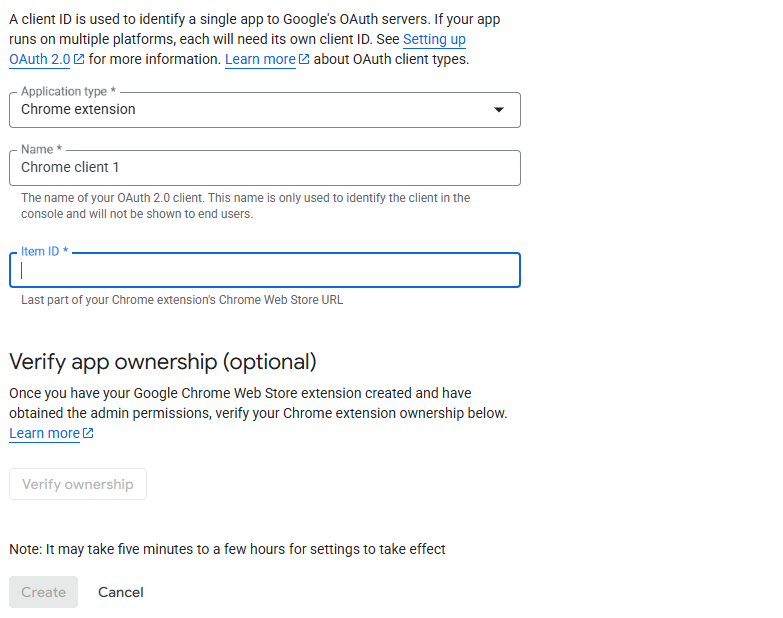 A client ID is used to identify a single app to Google's OAuth servers. If your app
runs on multiple platforms, each will need its own client ID. See Setting up
OAuth 2.0 for more information. Learn more about OAuth client types.
Application type *
Chrome extension
Name *
Chrome client 1
The name of your OAuth 2.0 client. This name is only used to identify the client in the
console and will not be shown to end users.
Item ID *
Last part of your Chrome extension's Chrome Web Store URL
Verify app ownership (optional)
Once you have your Google Chrome Web Store extension created and have
obtained the admin permissions, verify your Chrome extension ownership below.
Learn more
Verify ownership
Note: It may take five minutes to a few hours for settings to take effect
Create Cancel